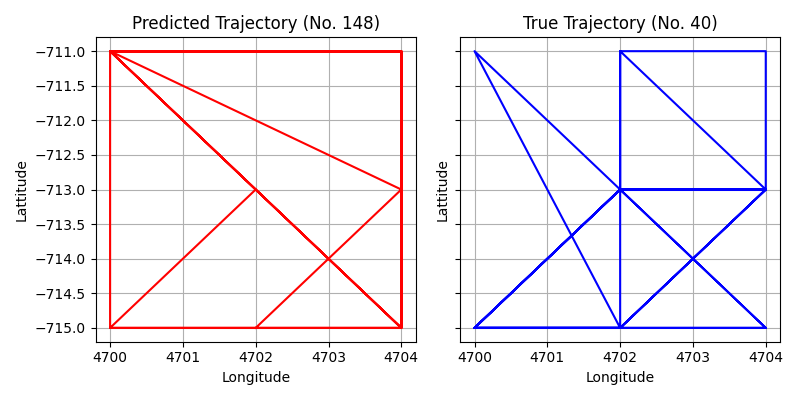 Predicted Trajectory (No. 148)
Lattitude
−711.0
−711.5
−712.0
−712.5
−713.0
−713.5
−714.0
−714.5
−715.0
4700 4701 4702 4703 4704
Longitude
True Trajectory (No. 40)
Lattitude
4700 4701 4702 4703 4704
Longitude